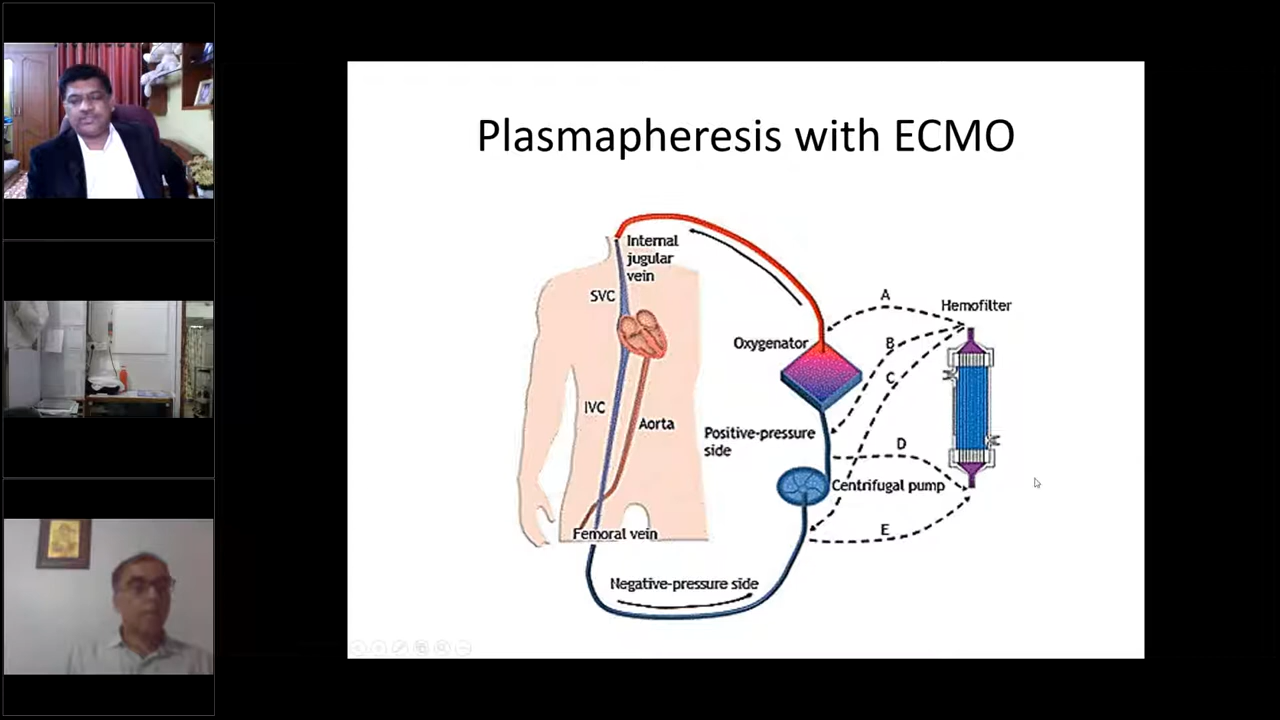 Plasmapheresis with ECMO
Internal
jugular
vein
SVC
A
Hemofilter
Oxygenator
B
C
IVC
Aorta
Positive-pressure
side
D
Centrifugal pump
Femoral vein
E
Negative-pressure side